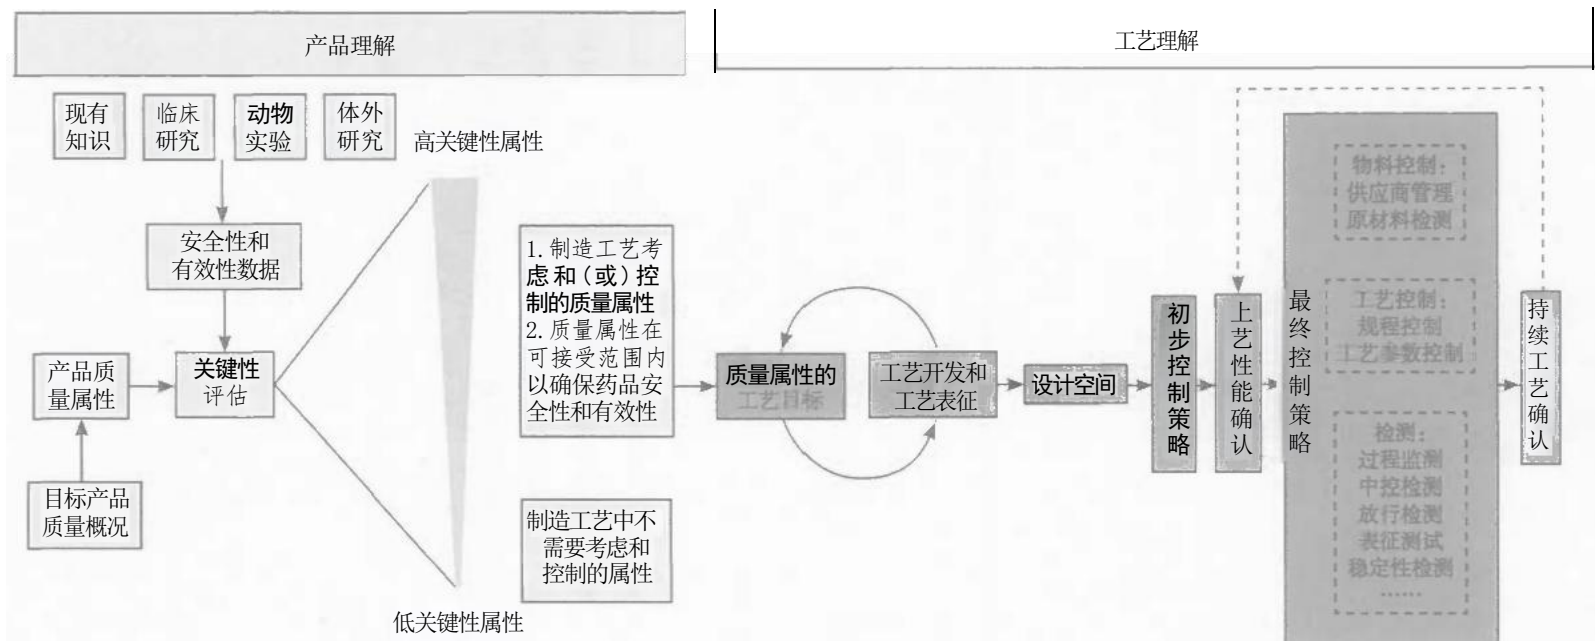 产品理解
工艺理解
现有
知识
临床
研究
动物
实验
体外
研究
高关键性属性
安全性和
有效性数据
产品质
量属性
关键性
评估
目标产品
质量概况
低关键性属性
1.制造工艺考
虑和(或)控
制的质量属性
2.质量属性在
可接受范围内
以确保药品安
全性和有效性
制造工艺中不
需要考虑和
控制的属性
质量属性的
工艺目标
工艺开发和
工艺表征
设计空间
初步控制策略
上艺性能确认
最终控制策略
物料控制:
供应商管理
原材料检测
工艺控制:
规程控制
工艺参数控制
检测:
过程监测
中控检测
放行检测
表征测试
稳定性检测
……
持续工艺确认